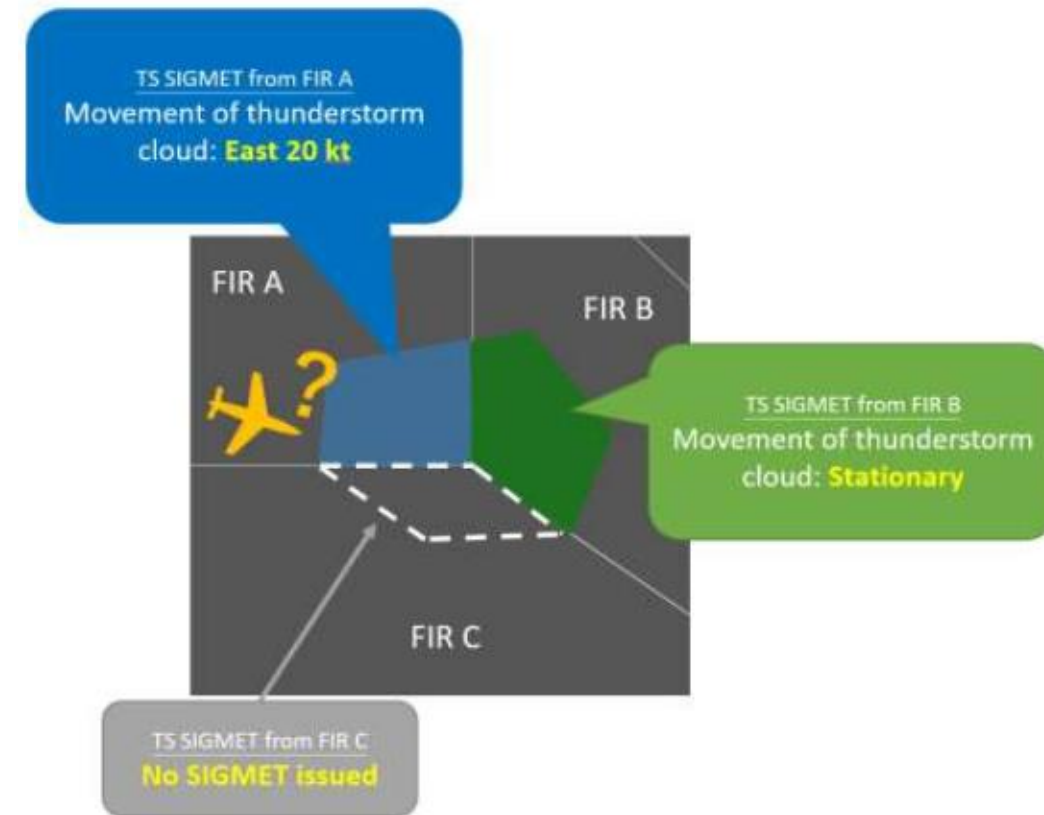 TS SIGMET from FIR A
Movement of thunderstorm
cloud: East 20 kt
FIR A
?
FIR B
TS SIGMET from FIR B
Movement of thunderstorm
cloud: Stationary
FIR C
TS SIGMET from FIR C
No SIGMET issued